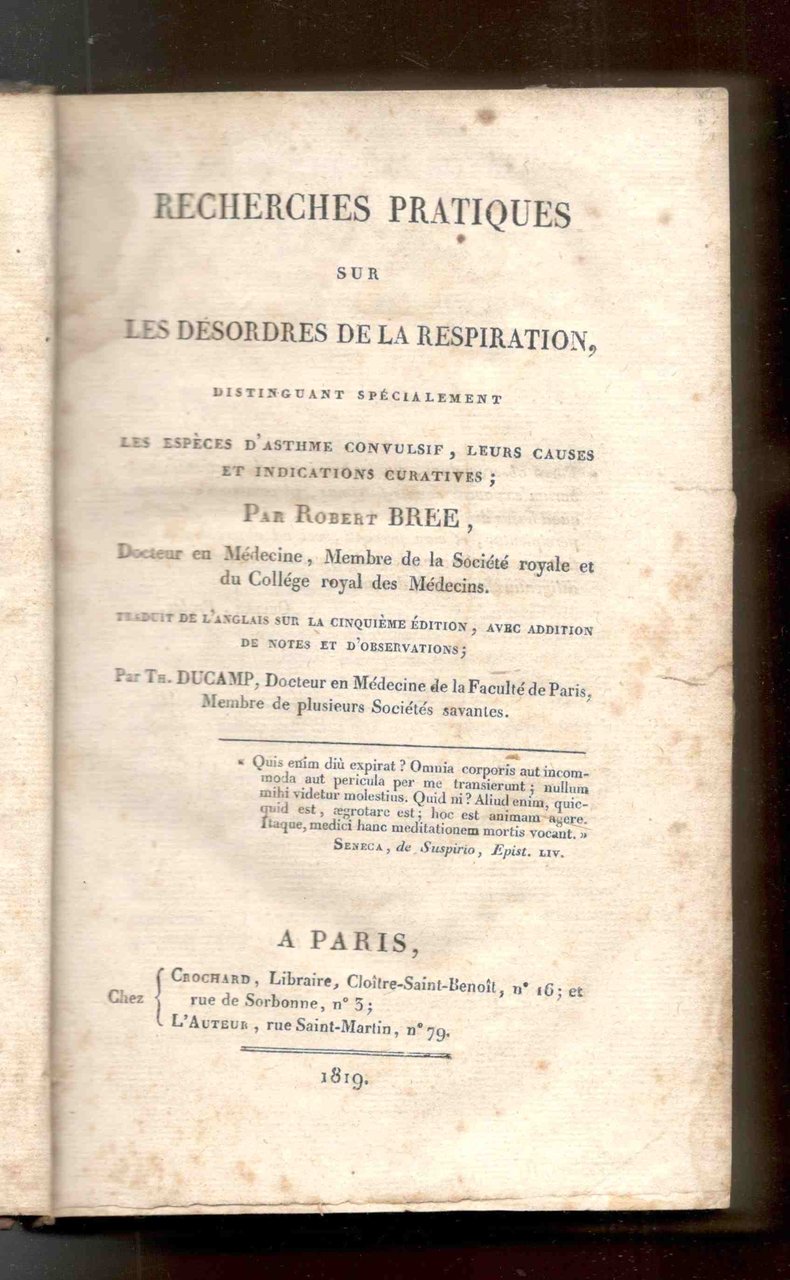 RECHERCHES PRATIQUES
SUR
LES DÉSORDRES DE LA RESPIRATION,
DISTINGUANT SPÉCIALEMENT
LES ESPÈCES D'ASTHME CONVULSIF, LEURS CAUSES
ET INDICATIONS CURATIVES;
Par Robert BREE,
Docteur en Médecine, Membre de la Société royale et
du Collége royal des Médecins.
TRADUIT DE L'ANGLAIS SUR LA CINQUIÈME ÉDITION, AVEC ADDITION
DE NOTES ET D'OBSERVATIONS;
Par Th. DUCAMP, Docteur en Médecine de la Faculté de Paris,
Membre de plusieurs Sociétés savantes.
« Quis enim diù expirat? Omnia corporis aut incom-
moda aut pericula per me transierunt; nullum
mihi videtur molestius. Quid ni? Aliud enim, quic-
quid est, ægrotare est; hoc est animam agere.
Itaque, medici hanc meditationem mortis vocant. »
Seneca, de Suspirio, Epist. LIV.
A PARIS,
Chez { Crochard, Libraire, Cloître-Saint-Benoît, n° 16; et
rue de Sorbonne, n° 3;
L'Auteur, rue Saint-Martin, n° 79.
1819.